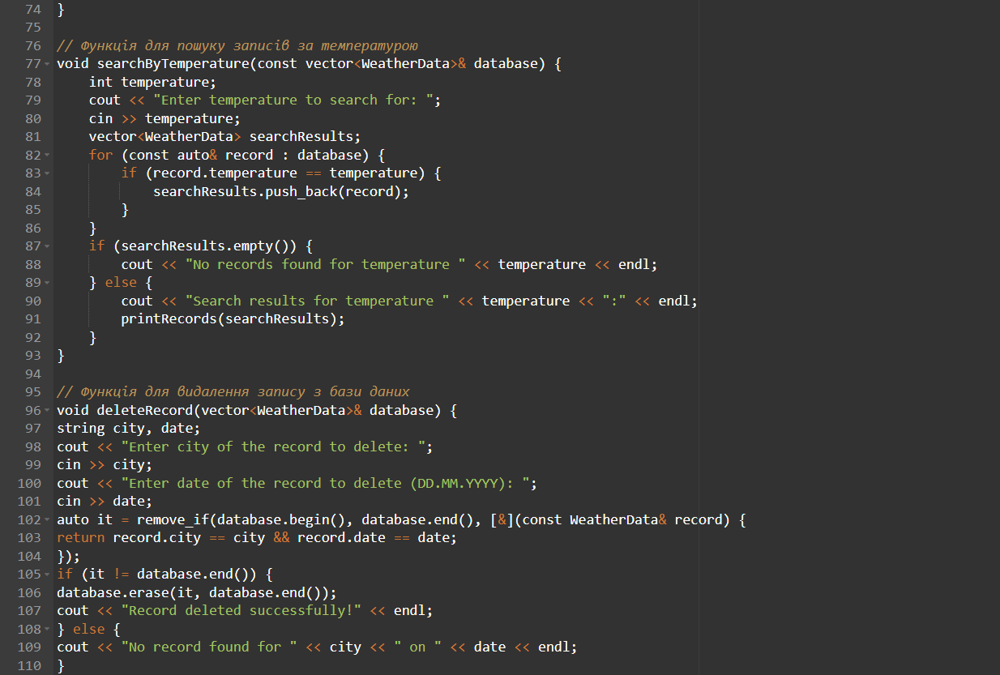 74 }
75
76 // Функція для пошуку записів за температурою
77 void searchByTemperature(const vector<WeatherData>& database) {
78     int temperature;
79     cout << "Enter temperature to search for: ";
80     cin >> temperature;
81     vector<WeatherData> searchResults;
82     for (const auto& record : database) {
83         if (record.temperature == temperature) {
84             searchResults.push_back(record);
85         }
86     }
87     if (searchResults.empty()) {
88         cout << "No records found for temperature " << temperature << endl;
89     } else {
90         cout << "Search results for temperature " << temperature << ":" << endl;
91         printRecords(searchResults);
92     }
93 }
94
95 // Функція для видалення запису з бази даних
96 void deleteRecord(vector<WeatherData>& database) {
97 string city, date;
98 cout << "Enter city of the record to delete: ";
99 cin >> city;
100 cout << "Enter date of the record to delete (DD.MM.YYYY): ";
101 cin >> date;
102 auto it = remove_if(database.begin(), database.end(), [&](const WeatherData& record) {
103 return record.city == city && record.date == date;
104 });
105 if (it != database.end()) {
106 database.erase(it, database.end());
107 cout << "Record deleted successfully!" << endl;
108 } else {
109 cout << "No record found for " << city << " on " << date << endl;
110 }